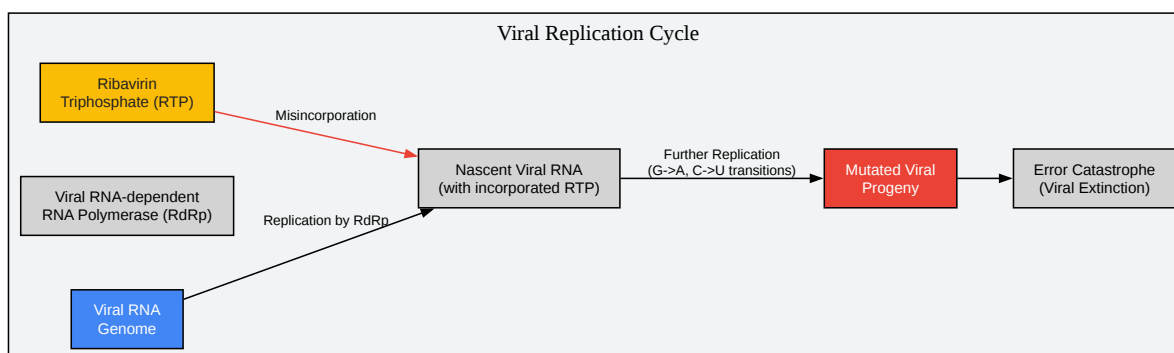 Viral Replication Cycle
Ribavirin
Triphosphate (RTP)
Misincorporation
Viral RNA-dependent
RNA Polymerase (RdRp)
Replication by RdRp
Viral RNA
Genome
Nascent Viral RNA
(with incorporated RTP)
Further Replication
(G->A, C->U transitions)
Mutated Viral
Progeny
Error Catastrophe
(Viral Extinction)